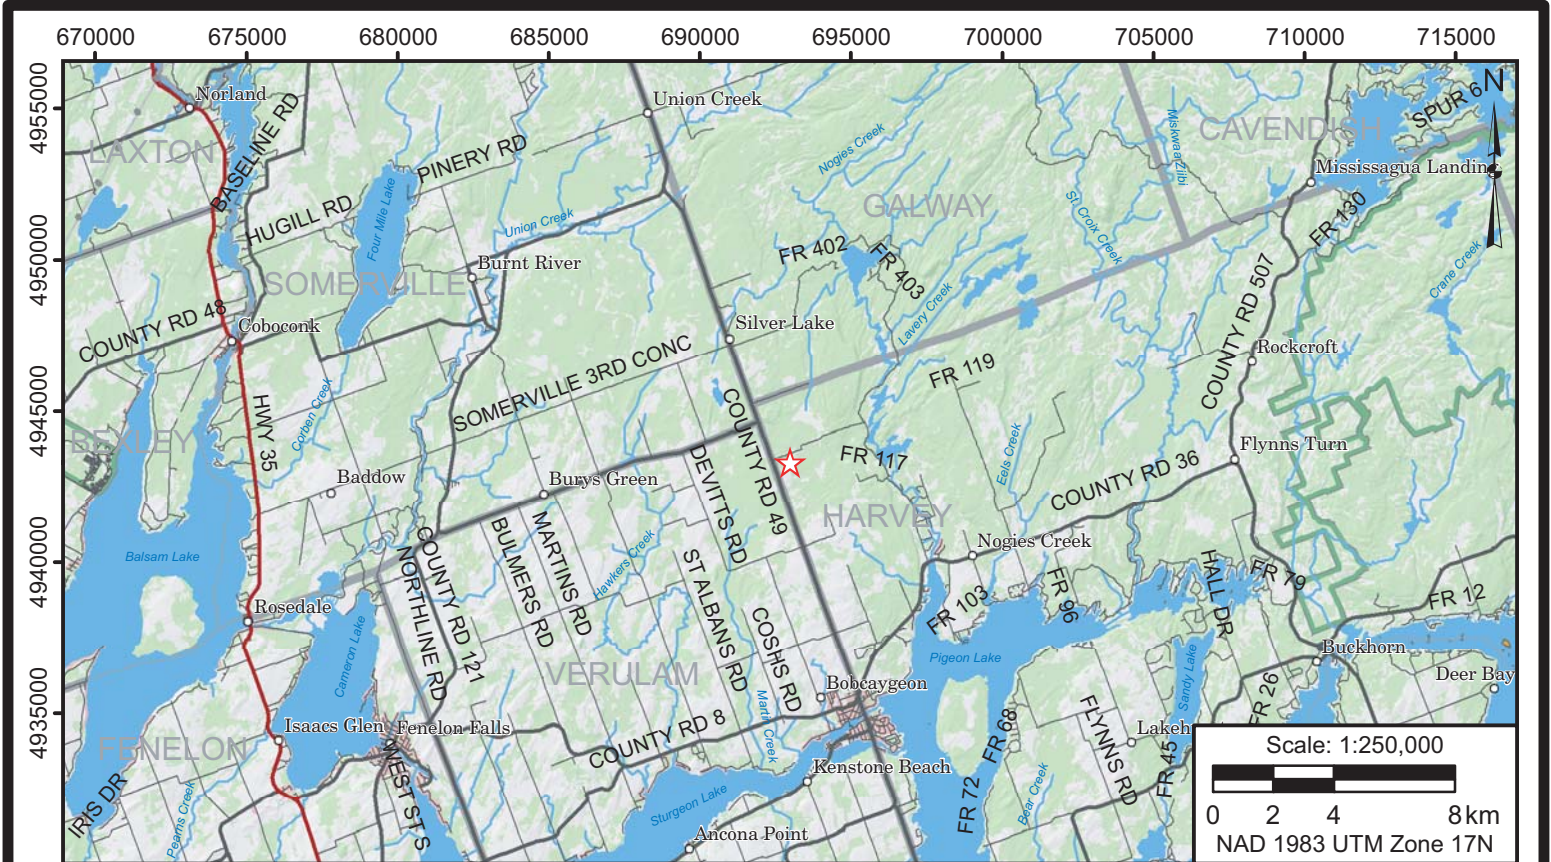 670000 675000 680000 685000 690000 695000 700000 705000 710000 715000
4955000
4950000
4945000
4940000
4935000
N
Norland
Union Creek
SPUR 6
CAVENDISH
LAXTON
BASELINE RD
PINERY RD
Nogies Creek
Miskwaa Ziibi
Mississagua Landing
HUGILL RD
Four Mile Lake
Union Creek
GALWAY
St. Croix Creek
FR 130
FR 402
FR 403
Crane Creek
SOMERVILLE
Burnt River
Lavery Creek
COUNTY RD 507
COUNTY RD 48
Coboconk
Silver Lake
Rockcroft
SOMERVILLE 3RD CONC
FR 119
Corben Creek
HWY 35
COUNTY RD 49
BEXLEY
Flynns Turn
Baddow
Burys Green
DEVITTS RD
FR 117
Eels Creek
COUNTY RD 36
HARVEY
COUNTY RD 121
NORTHLINE RD
BULMERS RD
MARTINS RD
Hawkers Creek
ST ALBANS RD
Nogies Creek
Balsam Lake
FR 103
FR 96
HALL DR
FR 79
FR 12
Rosedale
Cameron Lake
COSHS RD
Pigeon Lake
Buckhorn
VERULAM
Sandy Lake
Deer Bay
Bobcaygeon
FR 26
Martin Creek
FLYNNS RD
Isaacs Glen
Fenelon Falls
COUNTY RD 8
FR 68
FENELON
WEST ST S
Kenstone Beach
FR 45
IRIS DR
Pearns Creek
Sturgeon Lake
FR 72
Bear Creek
Ancona Point
Scale: 1:250,000
0 2 4 8 km
NAD 1983 UTM Zone 17N